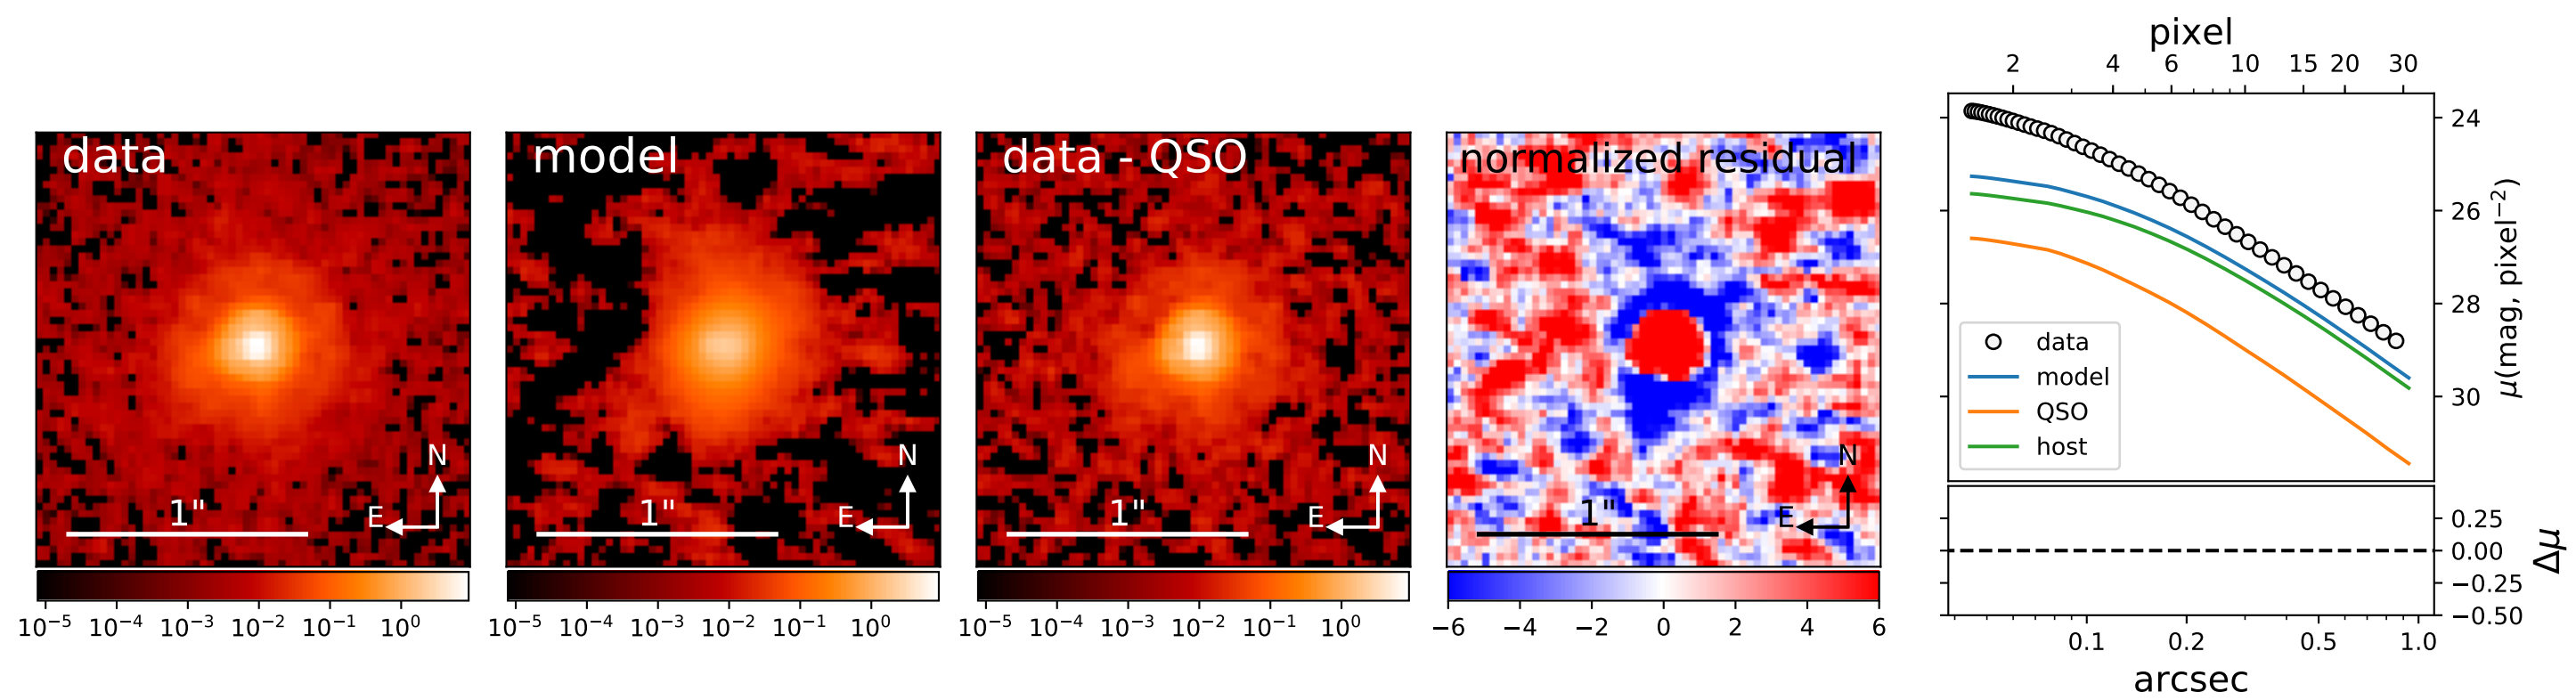 data
N
E
1"
10⁻⁵ 10⁻⁴ 10⁻³ 10⁻² 10⁻¹ 10⁰
model
N
E
1"
10⁻⁵ 10⁻⁴ 10⁻³ 10⁻² 10⁻¹ 10⁰
data - QSO
N
E
1"
10⁻⁵ 10⁻⁴ 10⁻³ 10⁻² 10⁻¹ 10⁰
normalized residual
N
E
1"
−6 −4 −2 0 2 4 6
pixel
2 4 6 10 15 20 30
24
26
28
30
μ(mag, pixel⁻²)
data
model
QSO
host
0.25
0.00
−0.25
−0.50
Δμ
0.1 0.2 0.5 1.0
arcsec